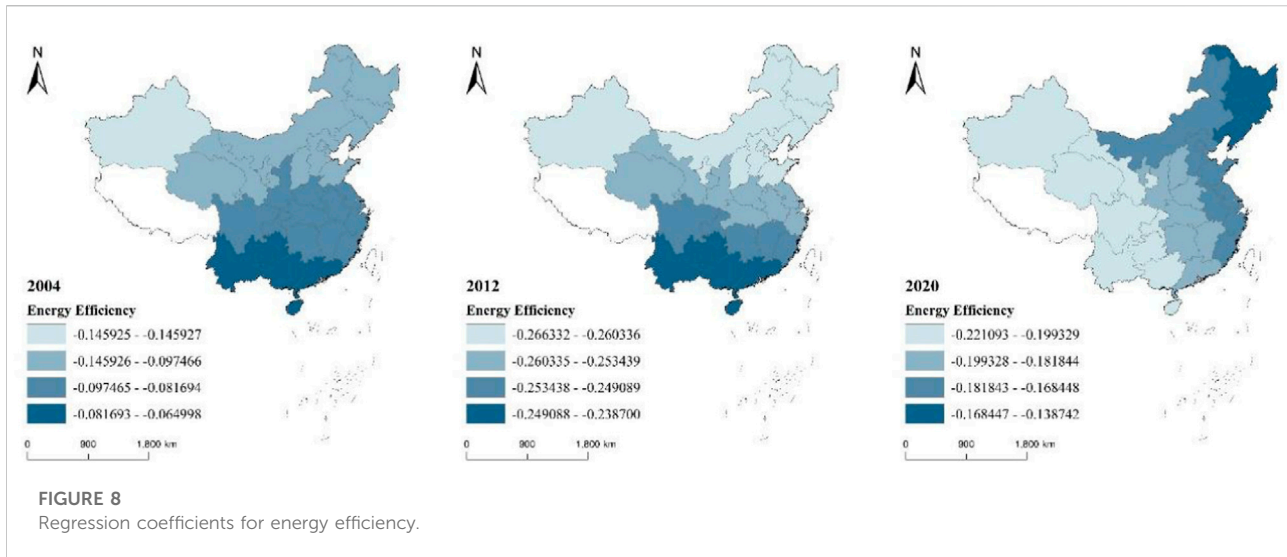 N
2004
Energy Efficiency
-0.145925 - -0.145927
-0.145926 - -0.097466
-0.097465 - -0.081694
-0.081693 - -0.064998
0 900 1,800 km
N
2012
Energy Efficiency
-0.266332 - -0.260336
-0.260335 - -0.253439
-0.253438 - -0.249089
-0.249088 - -0.238700
0 900 1,800 km
N
2020
Energy Efficiency
-0.221093 - -0.199329
-0.199328 - -0.181844
-0.181843 - -0.168448
-0.168447 - -0.138742
0 900 1,800 km
FIGURE 8
Regression coefficients for energy efficiency.